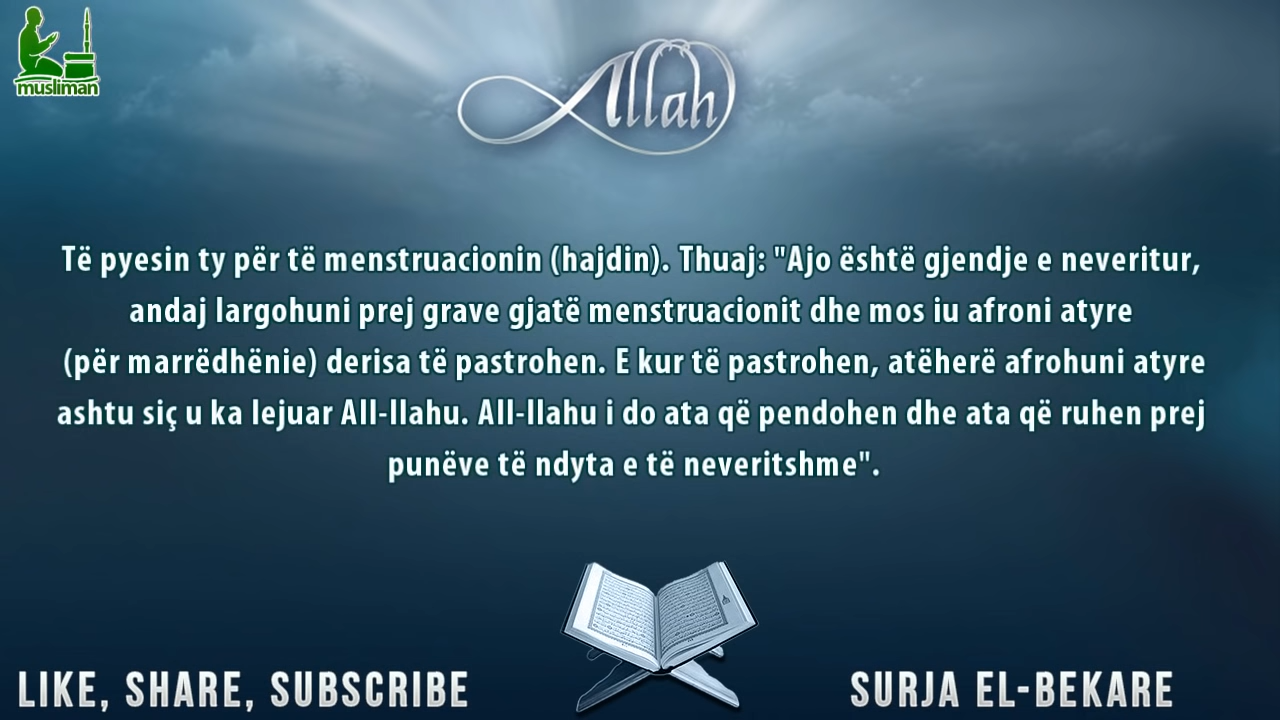 musliman
Allah
Të pyesin ty për të menstruacionin (hajdin). Thuaj: "Ajo është gjendje e neveritur,
andaj largohuni prej grave gjatë menstruacionit dhe mos iu afroni atyre
(për marrëdhënie) derisa të pastrohen. E kur të pastrohen, atëherë afrohuni atyre
ashtu siç u ka lejuar All-llahu. All-llahu i do ata që pendohen dhe ata që ruhen prej
punëve të ndyta e të neveritshme".
LIKE, SHARE, SUBSCRIBE
SURJA EL-BEKARE